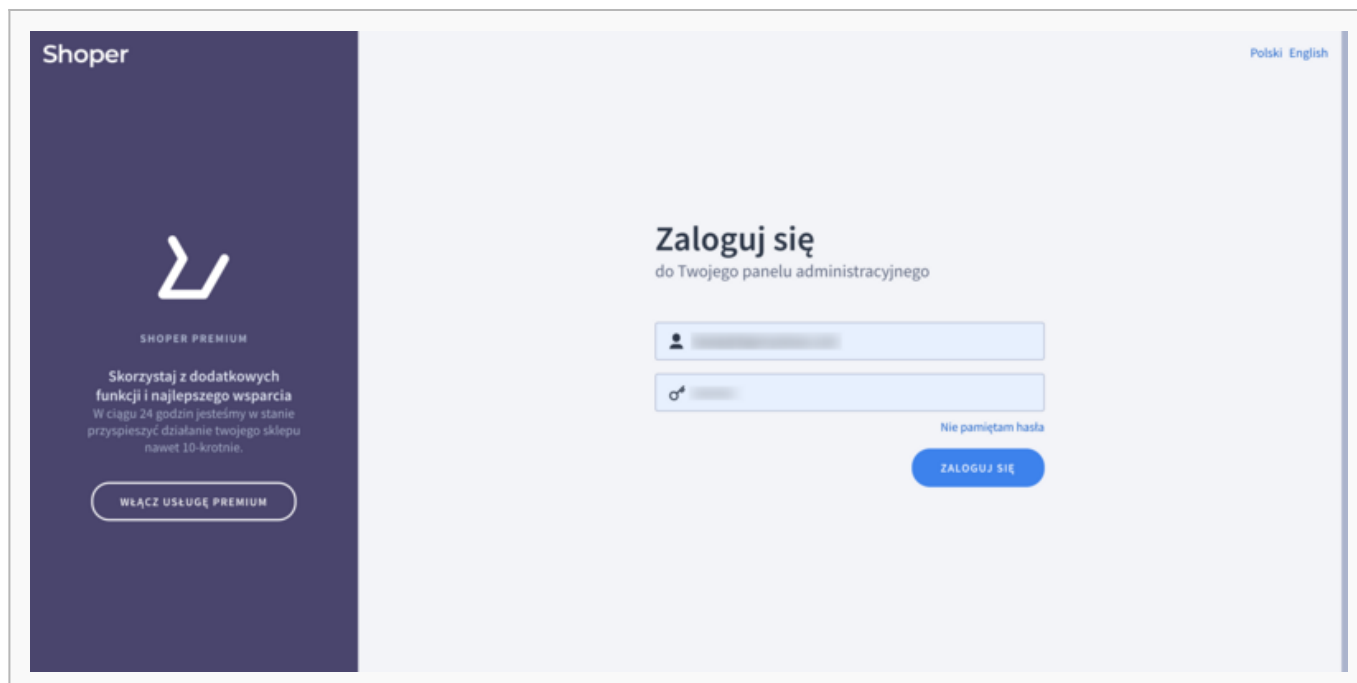 Shoper
Polski English
SHOPER PREMIUM
Skorzystaj z dodatkowych
funkcji i najlepszego wsparcia
W ciągu 24 godzin jesteśmy w stanie
przyspieszyć działanie twojego sklepu
nawet 10-krotnie.
WŁĄCZ USŁUGĘ PREMIUM
Zaloguj się
do Twojego panelu administracyjnego
Nie pamiętam hasła
ZALOGUJ SIĘ